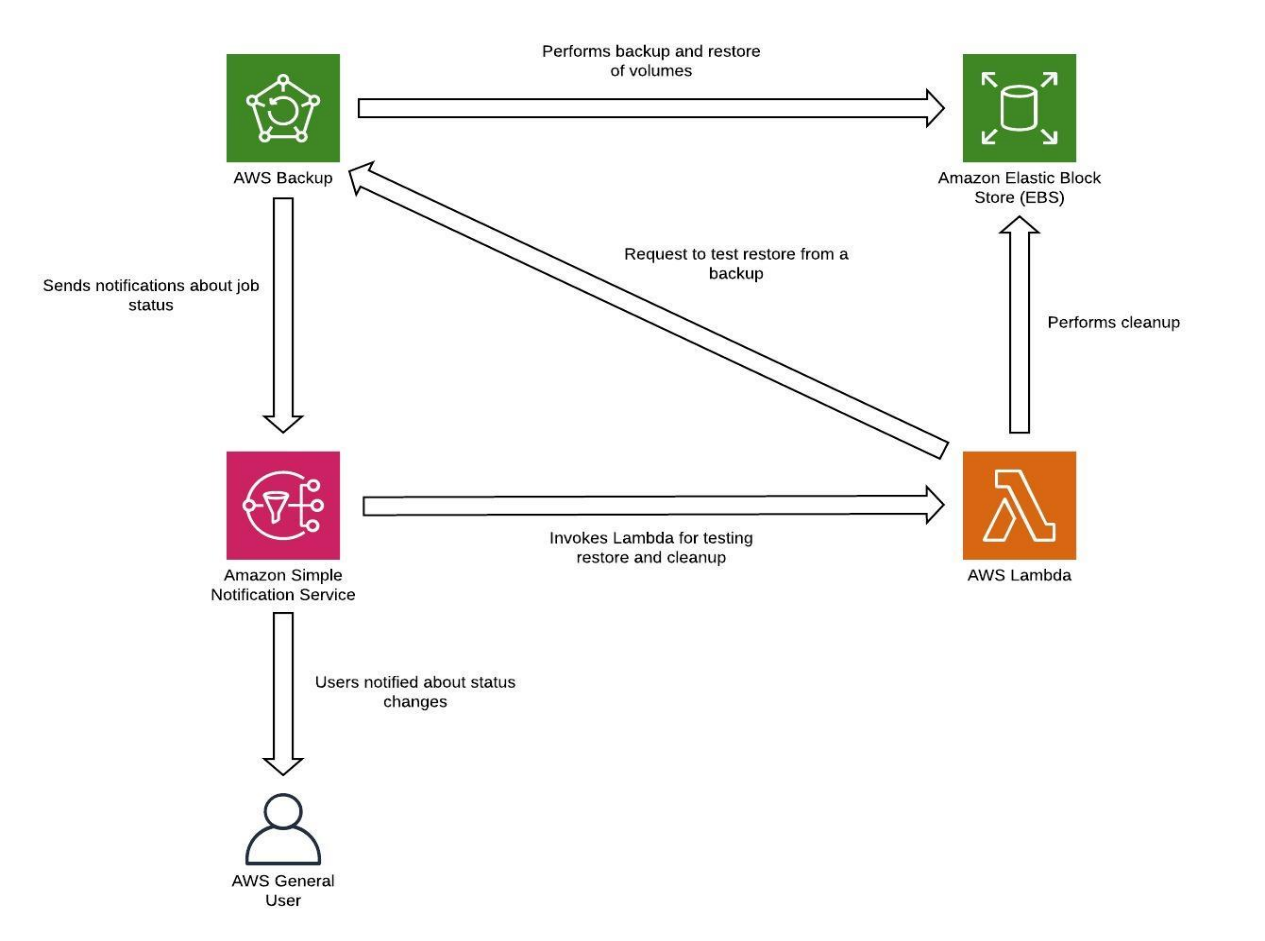 Performs backup and restore
of volumes
AWS Backup
Amazon Elastic Block
Store (EBS)
Request to test restore from a
backup
Sends notifications about job
status
Performs cleanup
Invokes Lambda for testing
restore and cleanup
Amazon Simple
Notification Service
AWS Lambda
Users notified about status
changes
AWS General
User